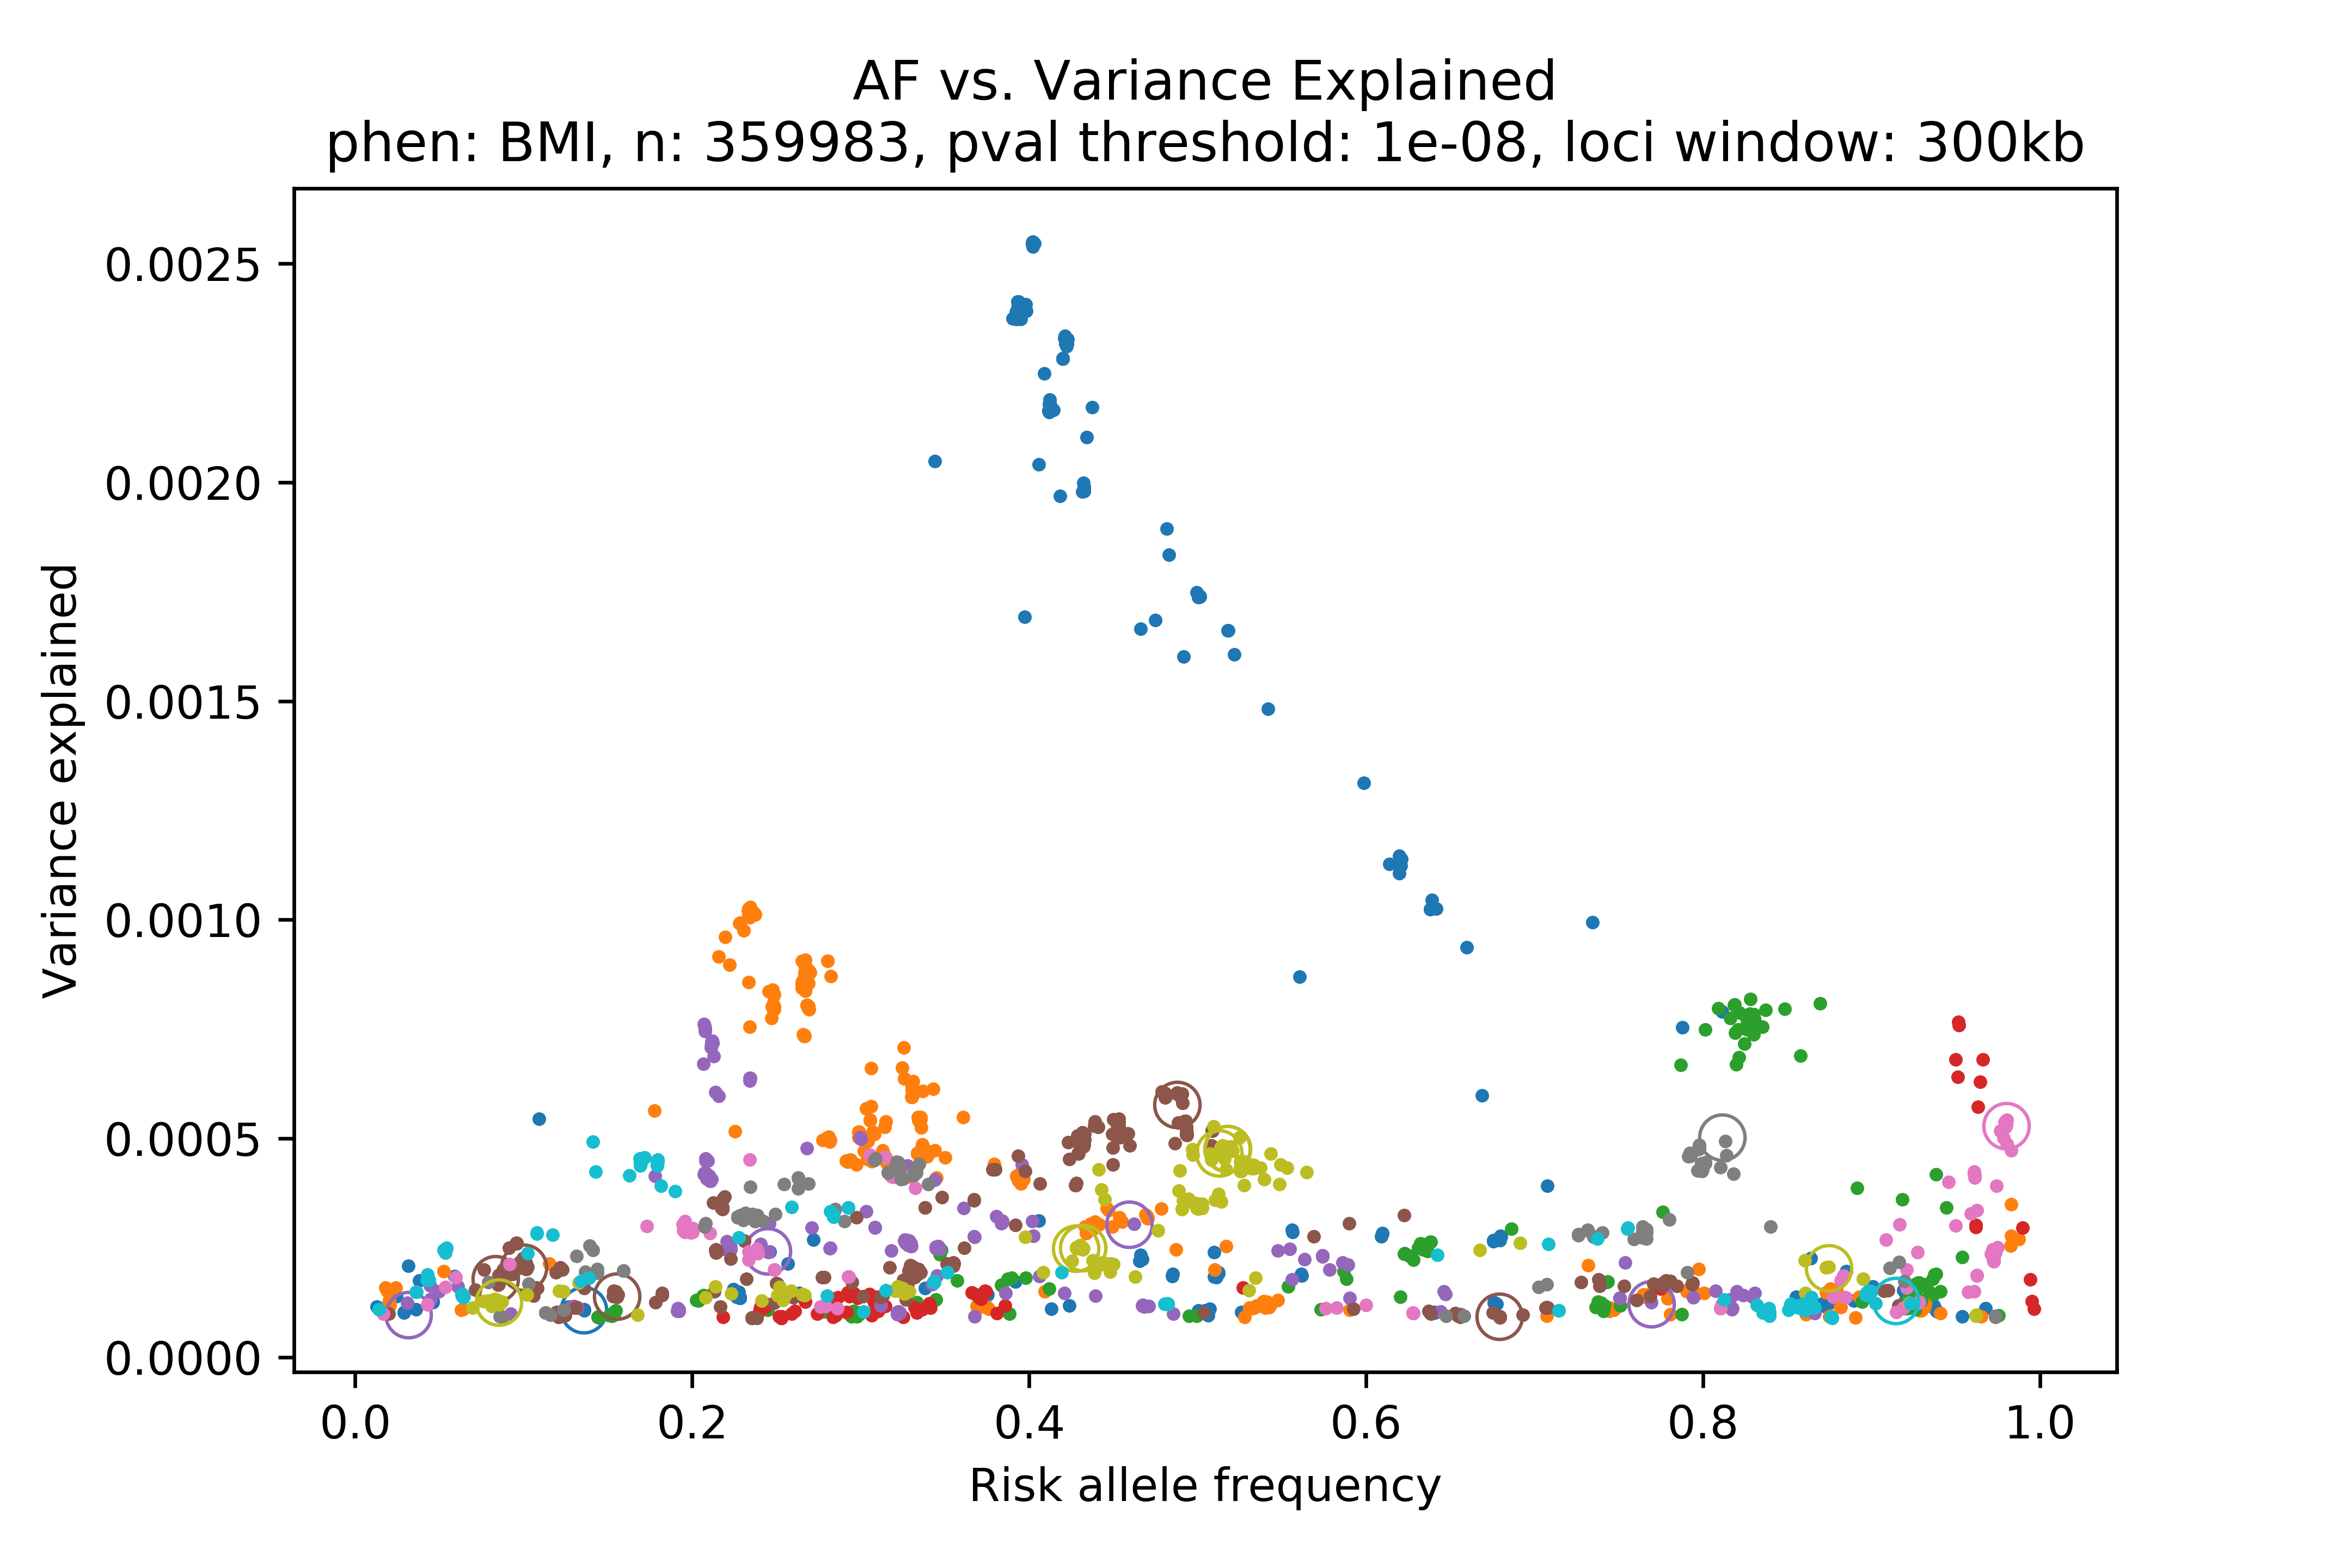 AF vs. Variance Explained
phen: BMI, n: 359983, pval threshold: 1e-08, loci window: 300kb
Variance explained
0.0025
0.0020
0.0015
0.0010
0.0005
0.0000
0.0 0.2 0.4 0.6 0.8 1.0
Risk allele frequency